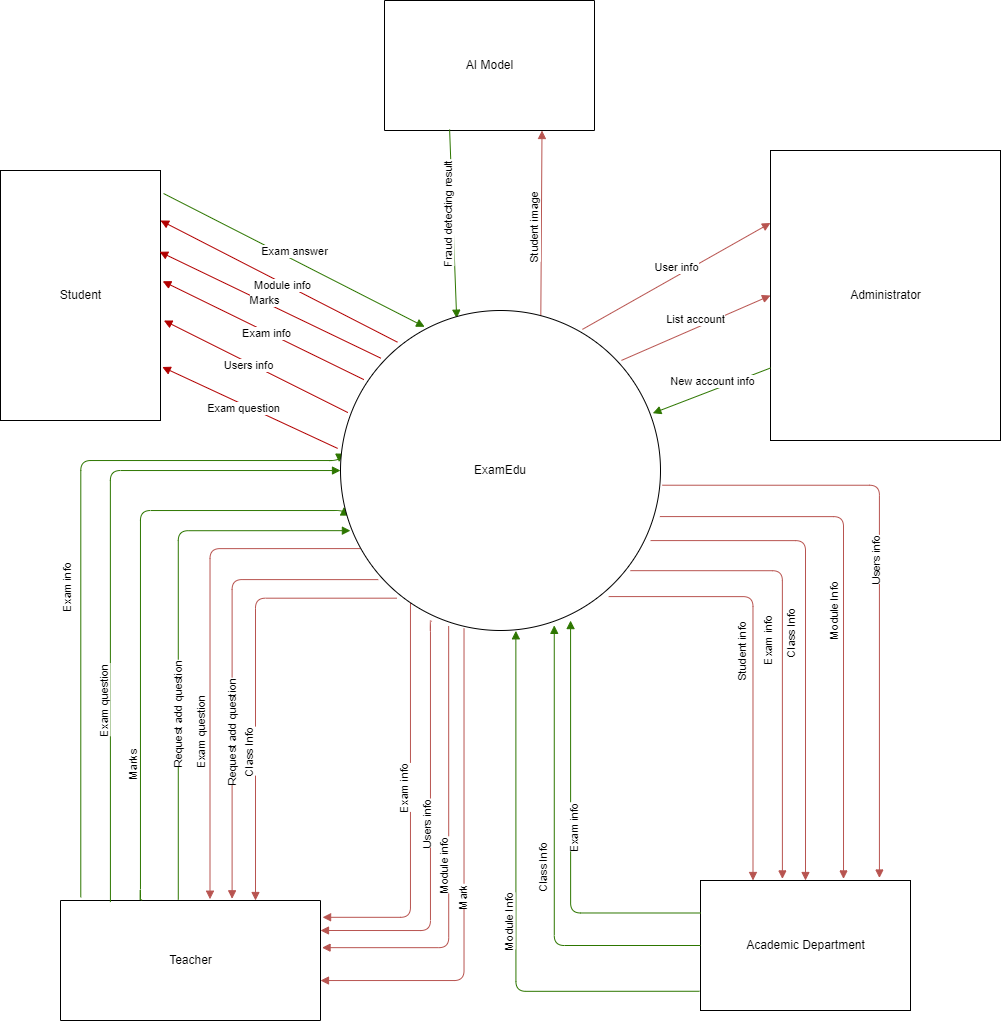 AI Model
Fraud detecting result
Student image
Student
Exam answer
Module info
Marks
Exam info
Users info
Exam question
Administrator
User info
List account
New account info
ExamEdu
Exam info
Exam question
Marks
Request add question
Exam question
Request add question
Class Info
Exam info
Users info
Module info
Mark
Module Info
Class Info
Exam info
Student info
Exam info
Class Info
Module Info
Users info
Teacher
Academic Department